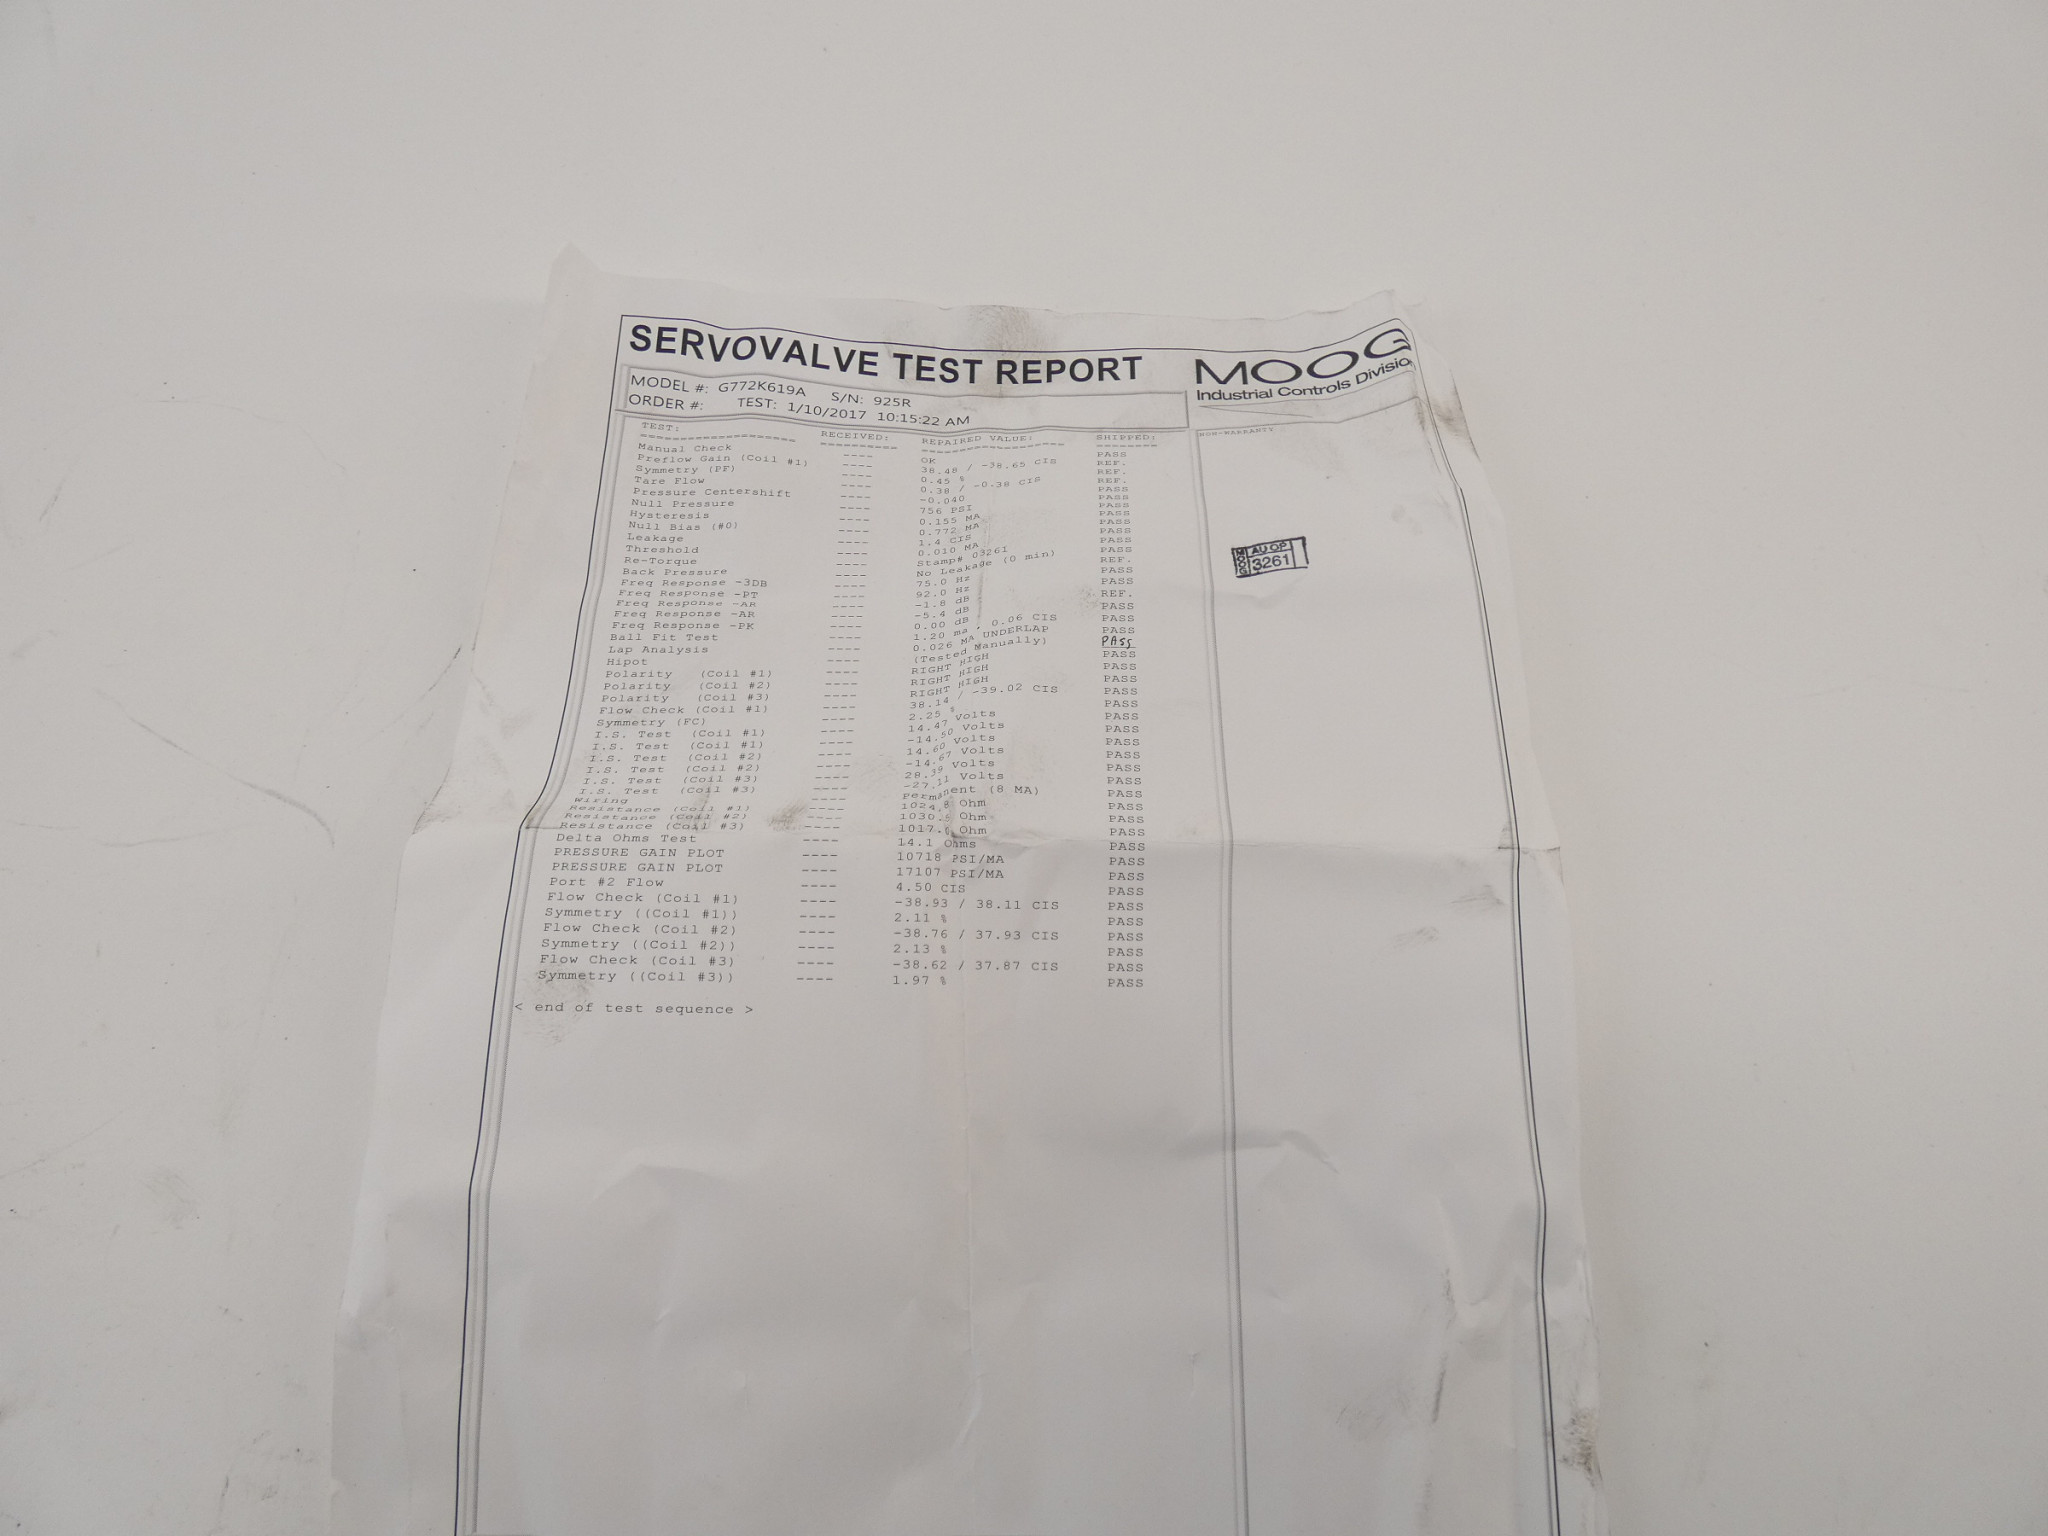 SERVOVALVE TEST REPORT
MOOG
Industrial Controls Division
MODEL #: G772K619A S/N: 925R
ORDER #: TEST: 1/10/2017 10:15:22 AM
TEST: RECEIVED: REPAIRED VALUE: SHIPPED:
NON-WARRANTY
Manual Check ---- OK PASS
Preflow Gain (Coil #1) ---- 38.48 / -38.65 CIS REF.
Symmetry (PF) ---- 0.45 % REF.
Tare Flow ---- 0.38 / -0.38 CIS REF.
Pressure Centershift ---- -0.040 PASS
Null Pressure ---- 756 PSI PASS
Hysteresis ---- 0.155 MA PASS
Null Bias (#0) ---- 0.772 MA PASS
Leakage ---- 1.4 CIS PASS
Threshold ---- 0.010 MA PASS
Re-Torque ---- Stamp# 03261 PASS
Back Pressure ---- No Leakage (0 min) PASS
Freq Response -3DB ---- 75.0 Hz REF.
Freq Response -PT ---- 92.0 Hz PASS
Freq Response -AR ---- -1.8 dB PASS
Freq Response -AR ---- -5.4 dB REF.
Freq Response -PK ---- 0.00 dB PASS
Ball Fit Test ---- 1.20 ma , 0.06 CIS PASS
Lap Analysis ---- 0.026 MA UNDERLAP PASS
Hipot ---- (Tested Manually) PASS
Polarity (Coil #1) ---- RIGHT HIGH PASS
Polarity (Coil #2) ---- RIGHT HIGH PASS
Polarity (Coil #3) ---- RIGHT HIGH PASS
Flow Check (Coil #1) ---- 38.14 / -39.02 CIS PASS
Symmetry (FC) ---- 2.25 % PASS
I.S. Test (Coil #1) ---- 14.47 Volts PASS
I.S. Test (Coil #1) ---- -14.50 Volts PASS
I.S. Test (Coil #2) ---- 14.60 Volts PASS
I.S. Test (Coil #2) ---- -14.67 Volts PASS
I.S. Test (Coil #3) ---- 28.39 Volts PASS
I.S. Test (Coil #3) ---- -27.11 Volts PASS
Wiring ---- Permanent (8 MA) PASS
Resistance (Coil #1) ---- 1024.8 Ohm PASS
Resistance (Coil #2) ---- Ohm PASS
Resistance (Coil #3) ---- Ohm PASS
Delta Ohms Test ---- 14.1 Ohms PASS
PRESSURE GAIN PLOT ---- 10718 PSI/MA PASS
PRESSURE GAIN PLOT ---- 17107 PSI/MA PASS
Port #2 Flow ---- 4.50 CIS PASS
Flow Check (Coil #1) ---- -38.93 / 38.11 CIS PASS
Symmetry ((Coil #1)) ---- 2.11 % PASS
Flow Check (Coil #2) ---- -38.76 / 37.93 CIS PASS
Symmetry ((Coil #2)) ---- 2.13 % PASS
Flow Check (Coil #3) ---- -38.62 / 37.87 CIS PASS
Symmetry ((Coil #3)) ---- 1.97 % PASS
< end of test sequence >
MOOG AU OP
3261